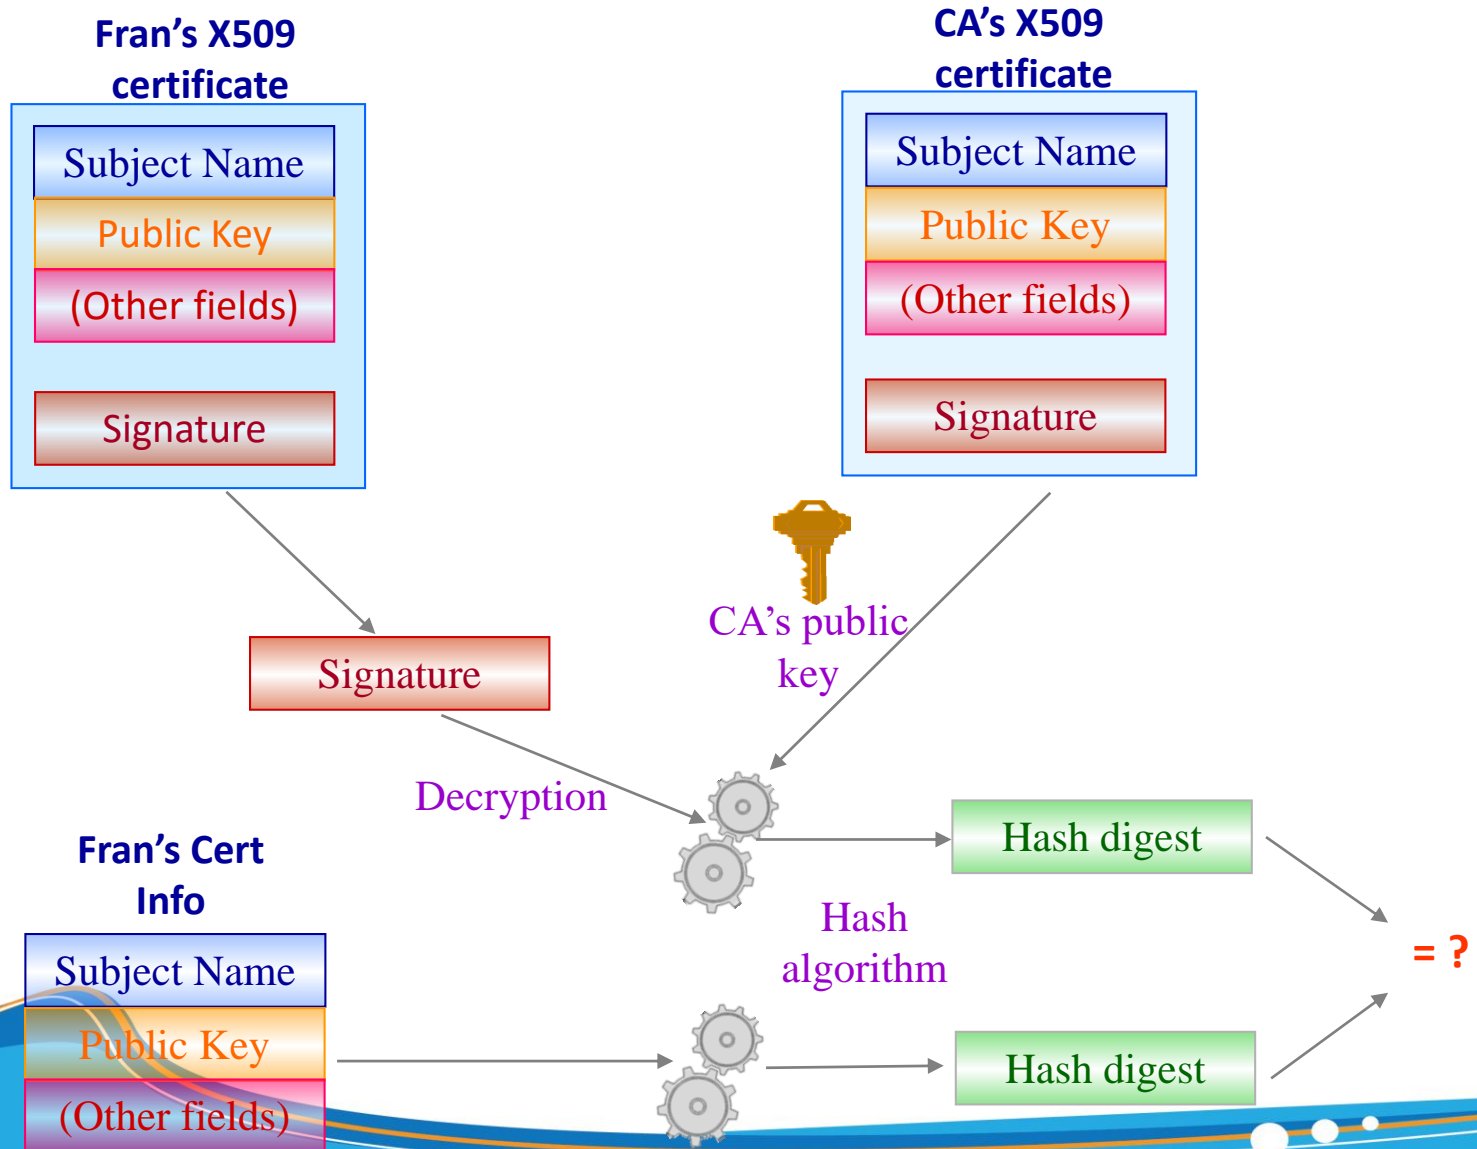 Fran’s X509
certificate
Subject Name
Public Key
(Other fields)
Signature
CA’s X509
certificate
Subject Name
Public Key
(Other fields)
Signature
CA’s public
key
Signature
Decryption
Hash digest
Fran’s Cert
Info
Subject Name
Public Key
(Other fields)
Hash
algorithm
Hash digest
= ?